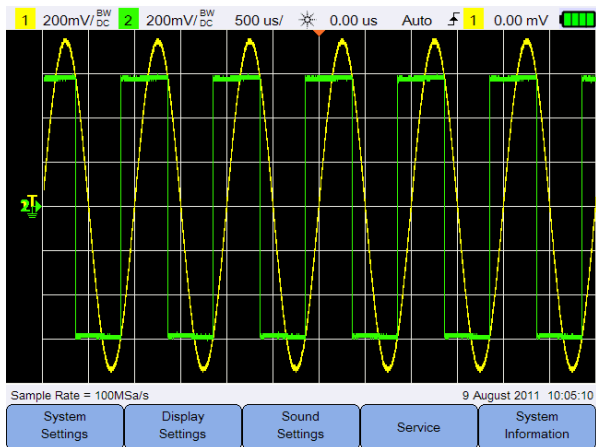 1 200mV/ BW DC 2 200mV/ BW DC 500 us/ 0.00 us Auto 1 0.00 mV
2
Sample Rate = 100MSa/s 9 August 2011 10:05:10
System Settings
Display Settings
Sound Settings
Service
System Information